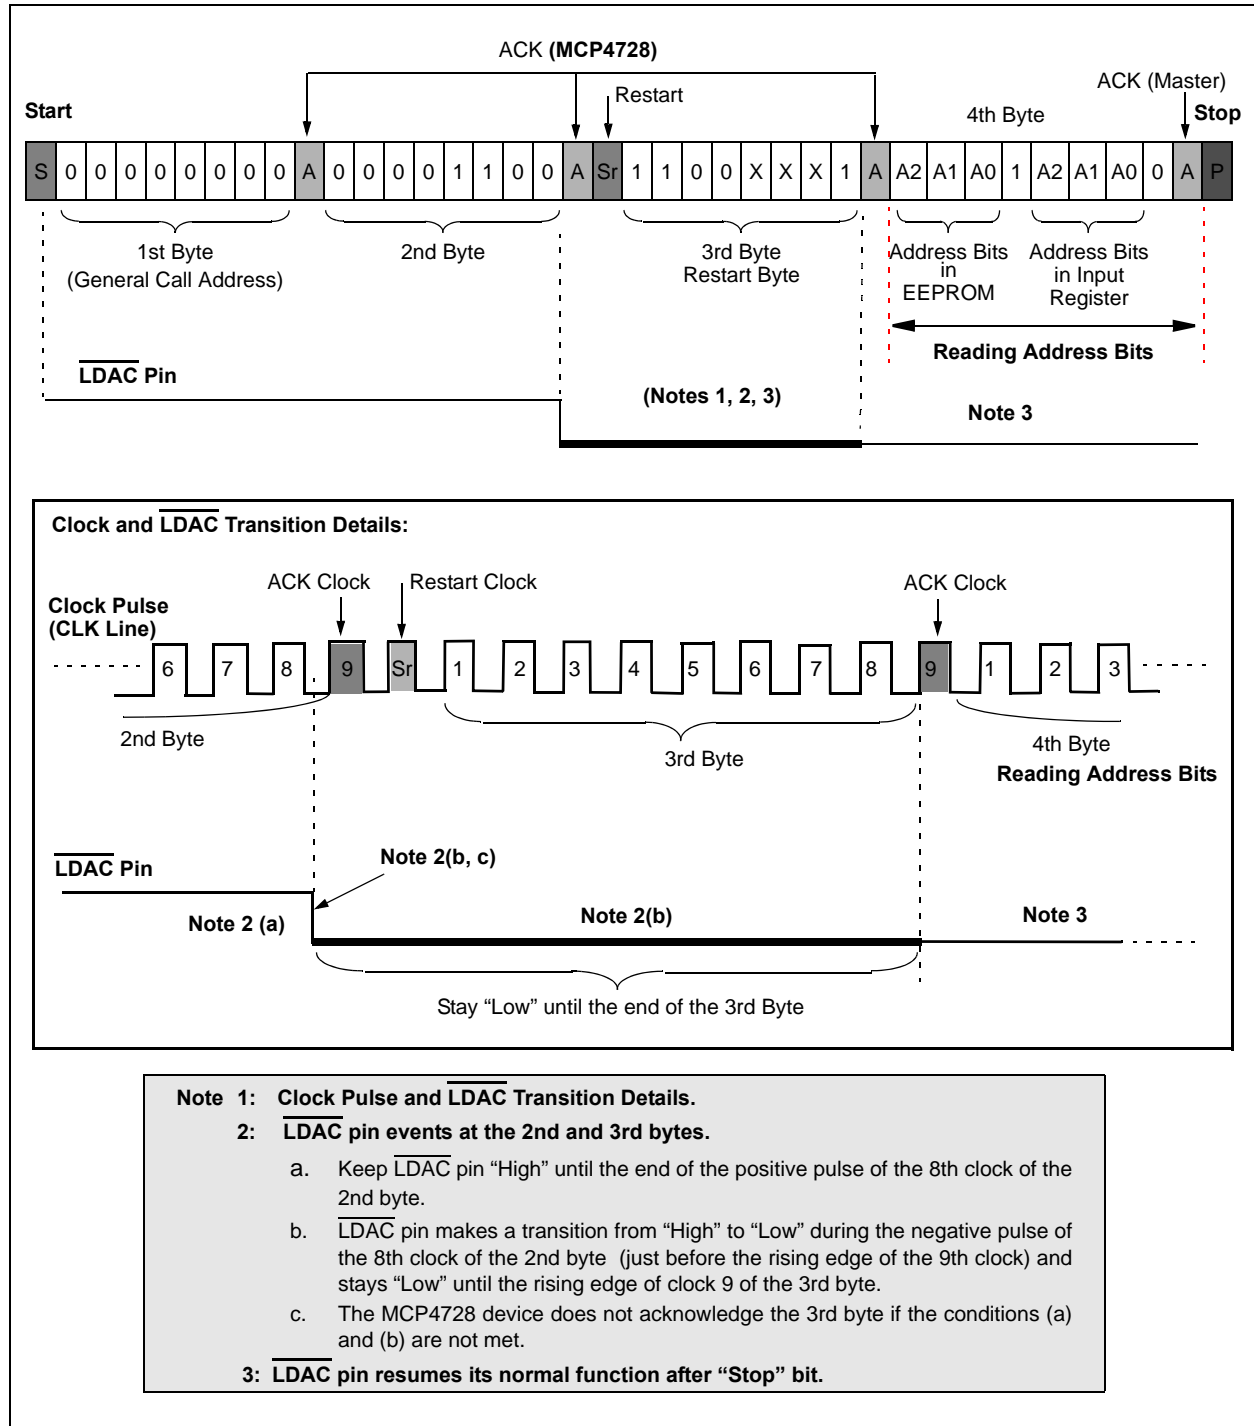 ACK (MCP4728)
Restart
ACK (Master)
Start
4th Byte
Stop
S 0 0 0 0 0 0 0 0 A 0 0 0 0 1 1 0 0 A Sr 1 1 0 0 X X X 1 A A2 A1 A0 1 A2 A1 A0 0 A P
1st Byte
(General Call Address)
2nd Byte
3rd Byte
Restart Byte
Address Bits
in
EEPROM
Address Bits
in Input
Register
Reading Address Bits
LDAC Pin
(Notes 1, 2, 3)
Note 3
Clock and LDAC Transition Details:
ACK Clock
Restart Clock
ACK Clock
Clock Pulse
(CLK Line)
6 7 8 9 Sr 1 2 3 4 5 6 7 8 9 1 2 3
2nd Byte
3rd Byte
4th Byte
Reading Address Bits
LDAC Pin
Note 2(b, c)
Note 2 (a)
Note 2(b)
Note 3
Stay “Low” until the end of the 3rd Byte
Note 1: Clock Pulse and LDAC Transition Details.
2: LDAC pin events at the 2nd and 3rd bytes.
a. Keep LDAC pin “High” until the end of the positive pulse of the 8th clock of the
2nd byte.
b. LDAC pin makes a transition from “High” to “Low” during the negative pulse of
the 8th clock of the 2nd byte (just before the rising edge of the 9th clock) and
stays “Low” until the rising edge of clock 9 of the 3rd byte.
c. The MCP4728 device does not acknowledge the 3rd byte if the conditions (a)
and (b) are not met.
3: LDAC pin resumes its normal function after “Stop” bit.